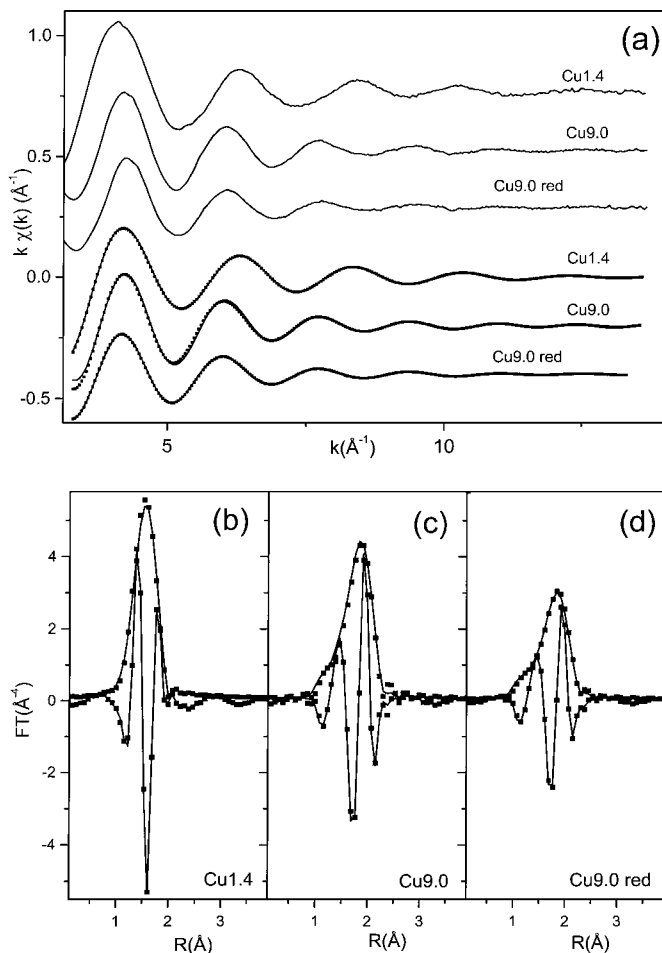 (a)
1.0
0.5
0.0
-0.5
k χ(k) (Å⁻¹)
Cu1.4
Cu9.0
Cu9.0 red
Cu1.4
Cu9.0
Cu9.0 red
5 10
k(Å⁻¹)
(b) (c) (d)
4
2
0
-2
-4
FT(Å⁻⁴)
Cu1.4 Cu9.0 Cu9.0 red
1 2 3 1 2 3 1 2 3
R(Å) R(Å) R(Å)